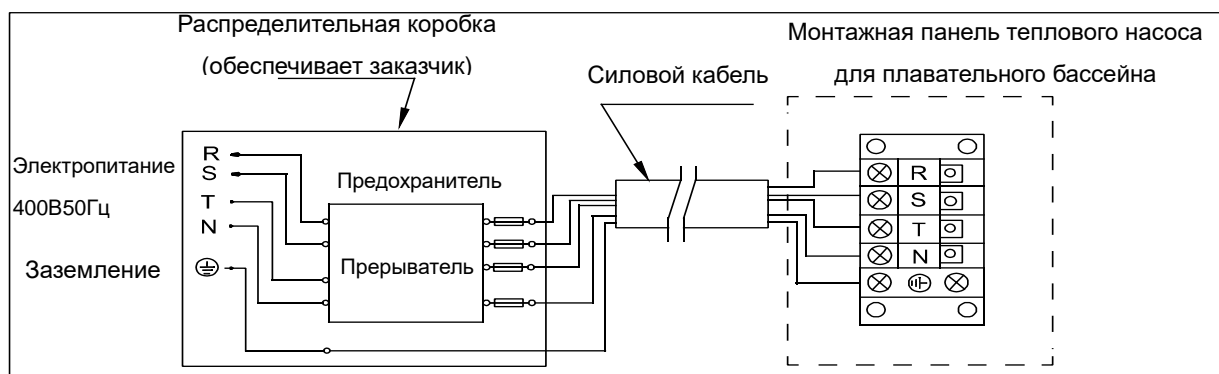 Распределительная коробка
(обеспечивает заказчик)
Силовой кабель
Монтажная панель теплового насоса
для плавательного бассейна
Электропитание
400В50Гц
Заземление
R
S
T
N
Предохранитель
Прерыватель
R
S
T
N